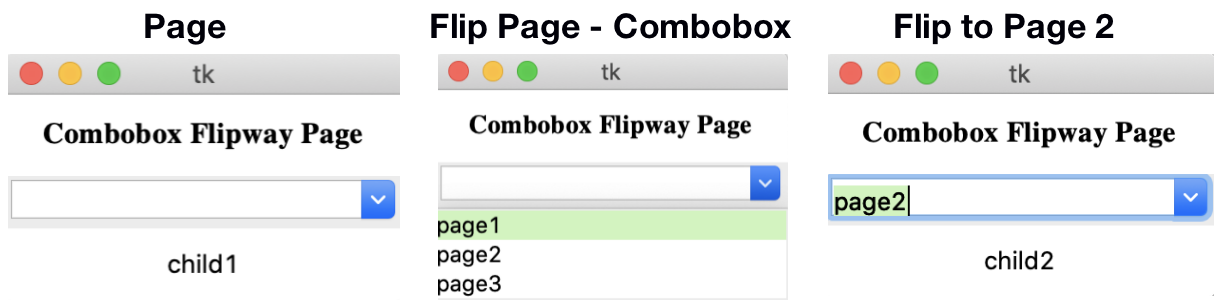 Page
tk
Combobox Flipway Page
child1
Flip Page - Combobox
tk
Combobox Flipway Page
page1
page2
page3
Flip to Page 2
tk
Combobox Flipway Page
page2
child2